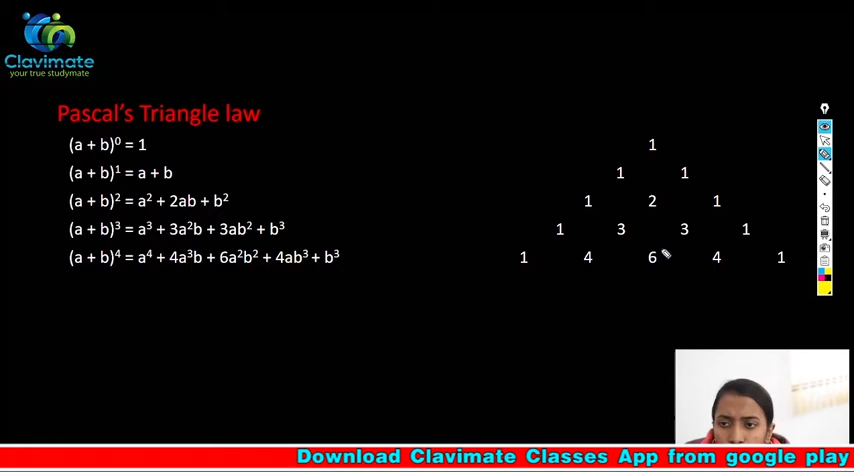 Clavimate
your true studymate
Pascal's Triangle law
(a + b)⁰ = 1
1
(a + b)¹ = a + b
1 1
(a + b)² = a² + 2ab + b²
1 2 1
(a + b)³ = a³ + 3a²b + 3ab² + b³
1 3 3 1
(a + b)⁴ = a⁴ + 4a³b + 6a²b² + 4ab³ + b³
1 4 6 4 1
Download Clavimate Classes App from google play